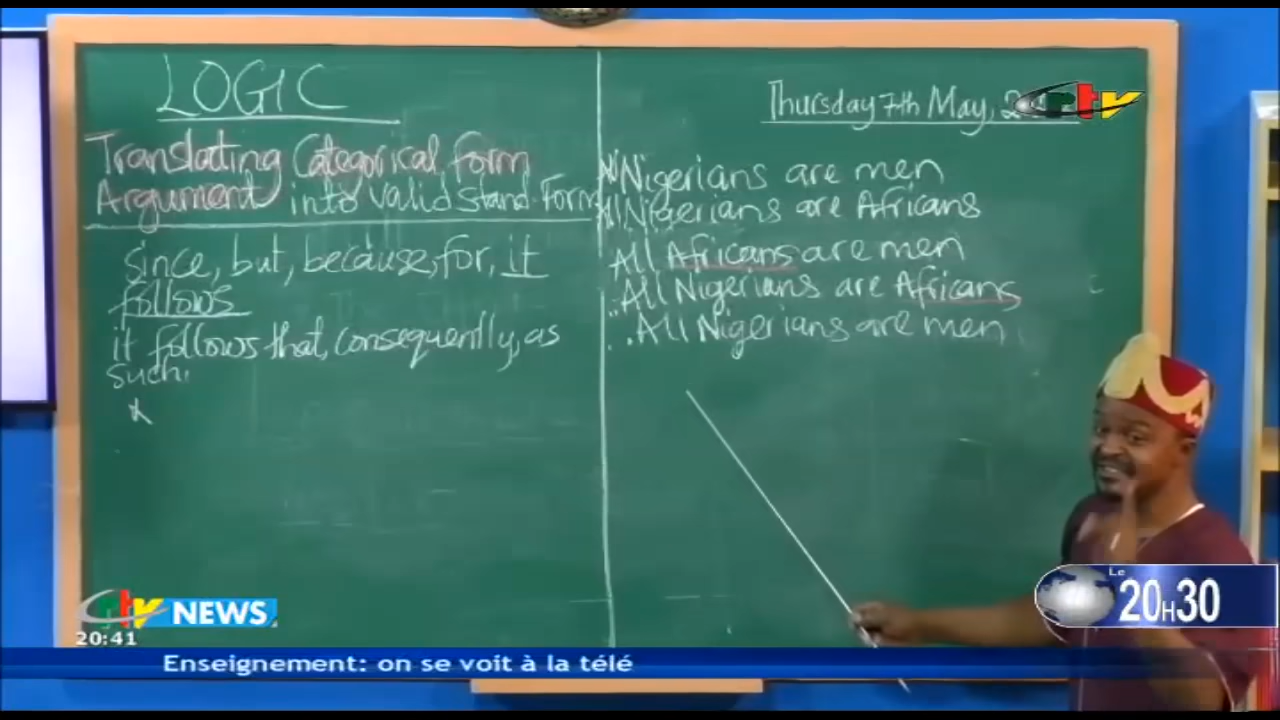 LOGIC
Translating Categorical form
Argument into Valid Stand. Form
since, but, because, for, it
follows
it follows that, consequently, as
such,
Thursday 7th May,
Nigerians are men
All Nigerians are Africans
All Africans are men
All Nigerians are Africans
∴ All Nigerians are men
crtv
crtv NEWS
20:41
Le
20H30
Enseignement: on se voit à la télé